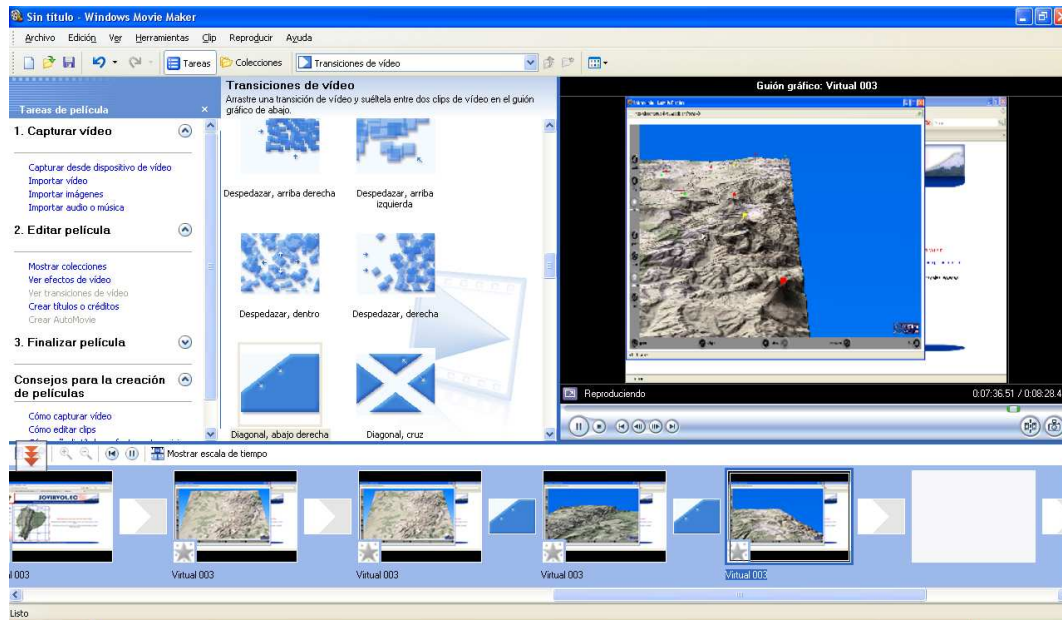 Sin título - Windows Movie Maker
Archivo Edición Ver Herramientas Clip Reproducir Ayuda
Tareas Colecciones Transiciones de vídeo
Tareas de película
1. Capturar vídeo
Capturar desde dispositivo de vídeo
Importar vídeo
Importar imágenes
Importar audio o música
2. Editar película
Mostrar colecciones
Ver efectos de vídeo
Ver transiciones de vídeo
Crear títulos o créditos
Crear AutoMovie
3. Finalizar película
Consejos para la creación
de películas
Cómo capturar vídeo
Cómo editar clips
Transiciones de vídeo
Arrastre una transición de vídeo y suéltela entre dos clips de vídeo en el guión
gráfico de abajo.
Despedazar, arriba derecha
Despedazar, arriba
izquierda
Despedazar, dentro
Despedazar, derecha
Diagonal, abajo derecha
Diagonal, cruz
Guión gráfico: Virtual 003
Reproduciendo
0:07:36.51 / 0:08:28.4
Mostrar escala de tiempo
SOVIRVOL.EC
003
Virtual 003
Virtual 003
Virtual 003
Virtual 003
Listo